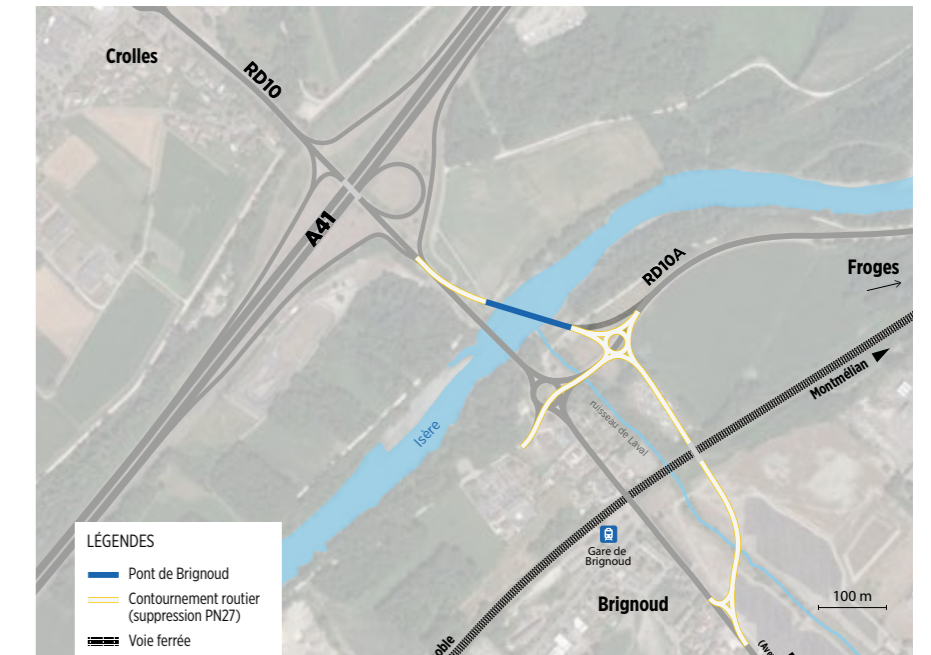 Crolles
RD10
A41
RD10A
Froges
Montmélian
Isère
ruisseau de Laval
Gare de
Brignoud
Brignoud
100 m
LÉGENDES
Pont de Brignoud
Contournement routier
(suppression PN27)
Voie ferrée
oble